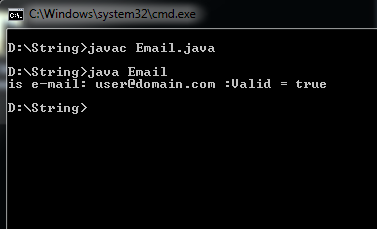 C:\Windows\system32\cmd.exe
D:\String>javac Email.java
D:\String>java Email
is e-mail: user@domain.com :Valid = true
D:\String>